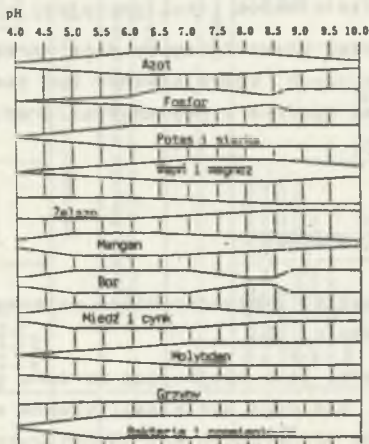 pH
4.0 4.5 5.0 5.5 6.0 6.5 7.0 7.5 8.0 8.5 9.0 10.0
Azot
Fosfor
Potas i siarka
Wapń i magnez
Żelazo
Mangan
Bor
Miedź i cynk
Molybden
Grzyby
Bakterie i promieni